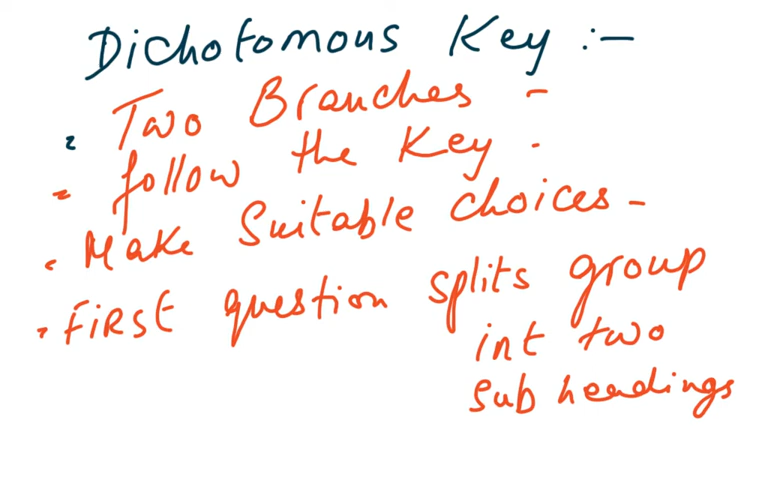 Dichotomous Key :-
Two Branches -
follow the Key .
Make Suitable choices -
First question splits group
int two
sub headings